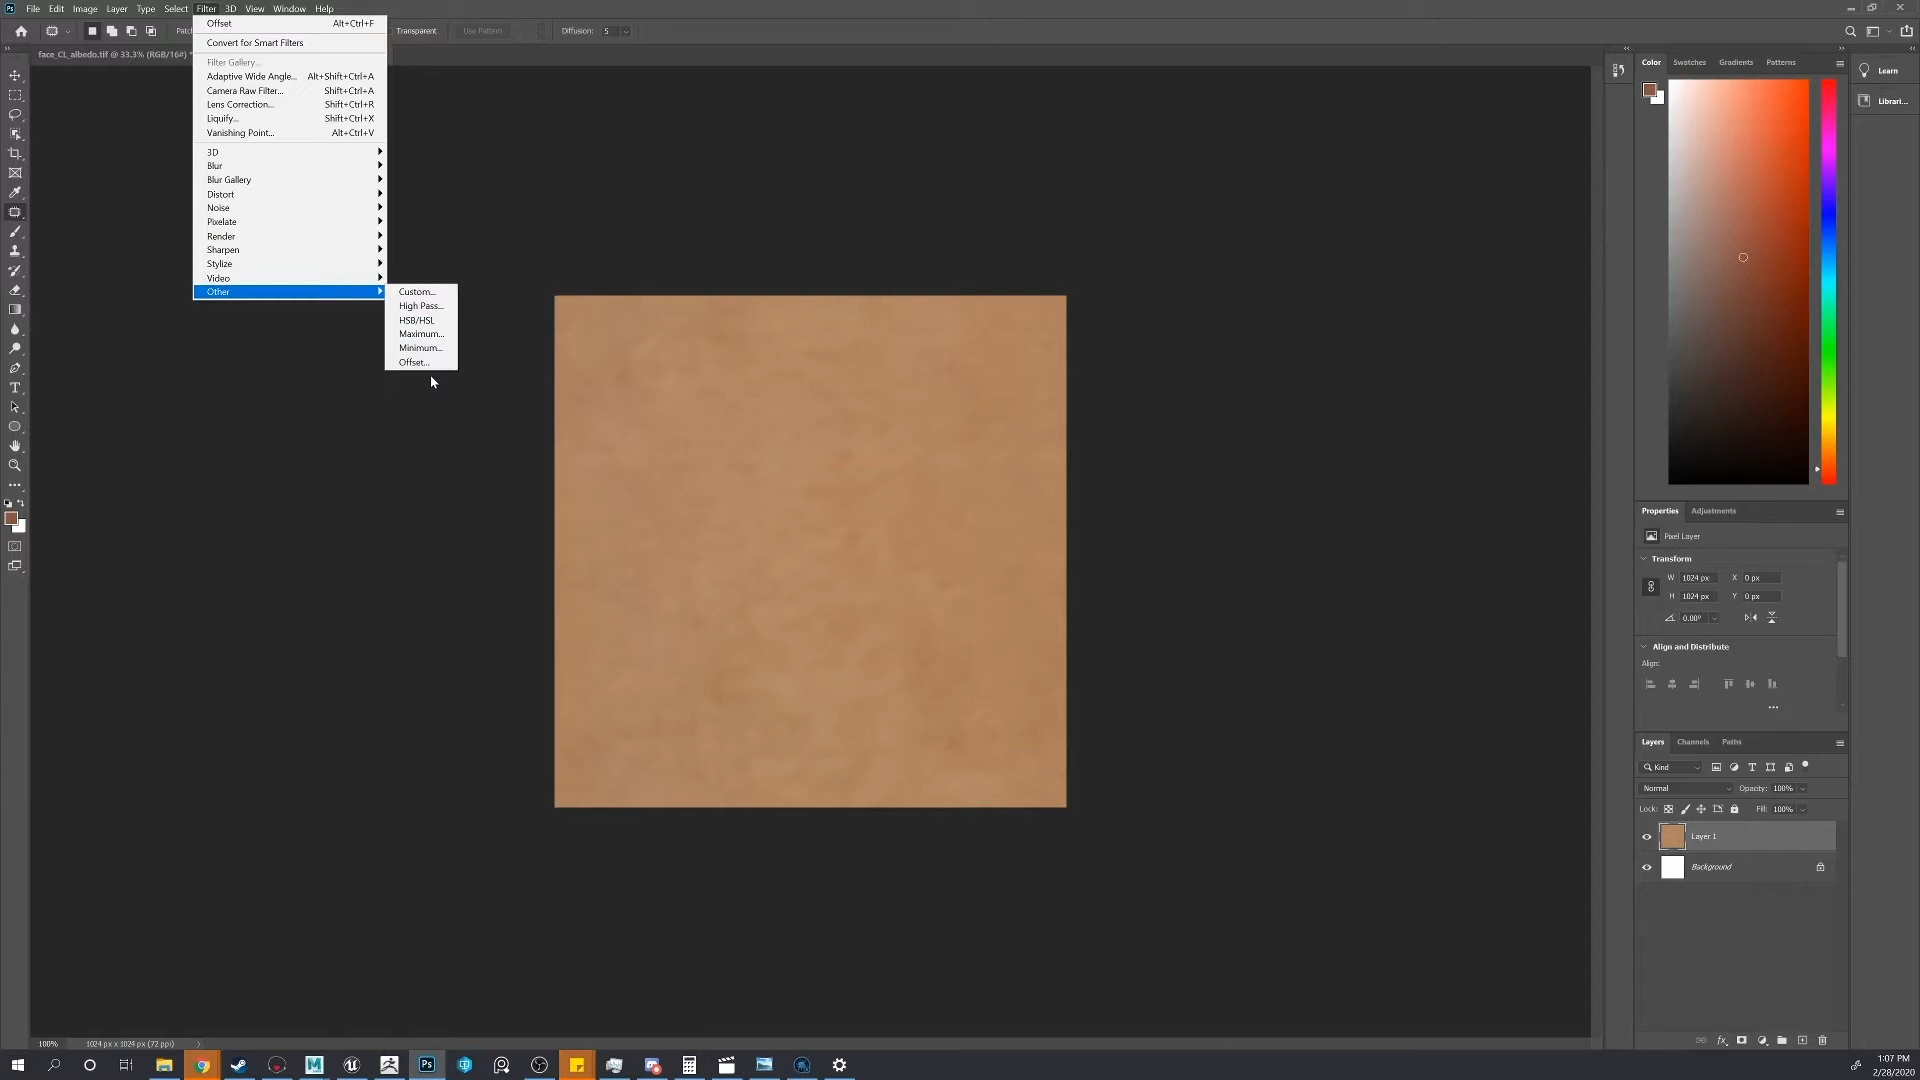 Ps File Edit Image Layer Type Select Filter 3D View Window Help
Patc Transparent Use Pattern Diffusion: 5
face_CL_albedo.tif @ 33.3% (RGB/16#) *
Offset Alt+Ctrl+F
Convert for Smart Filters
Filter Gallery...
Adaptive Wide Angle... Alt+Shift+Ctrl+A
Camera Raw Filter... Shift+Ctrl+A
Lens Correction... Shift+Ctrl+R
Liquify... Shift+Ctrl+X
Vanishing Point... Alt+Ctrl+V
3D
Blur
Blur Gallery
Distort
Noise
Pixelate
Render
Sharpen
Stylize
Video
Other
Custom...
High Pass...
HSB/HSL
Maximum...
Minimum...
Offset...
Color Swatches Gradients Patterns
Learn
Librari...
Properties Adjustments
Pixel Layer
Transform
W 1024 px X 0 px
H 1024 px Y 0 px
0.00°
Align and Distribute
Align:
Layers Channels Paths
Kind
Normal Opacity: 100%
Lock: Fill: 100%
Layer 1
Background
100% 1024 px x 1024 px (72 ppi)
Ps
1:07 PM
2/28/2020